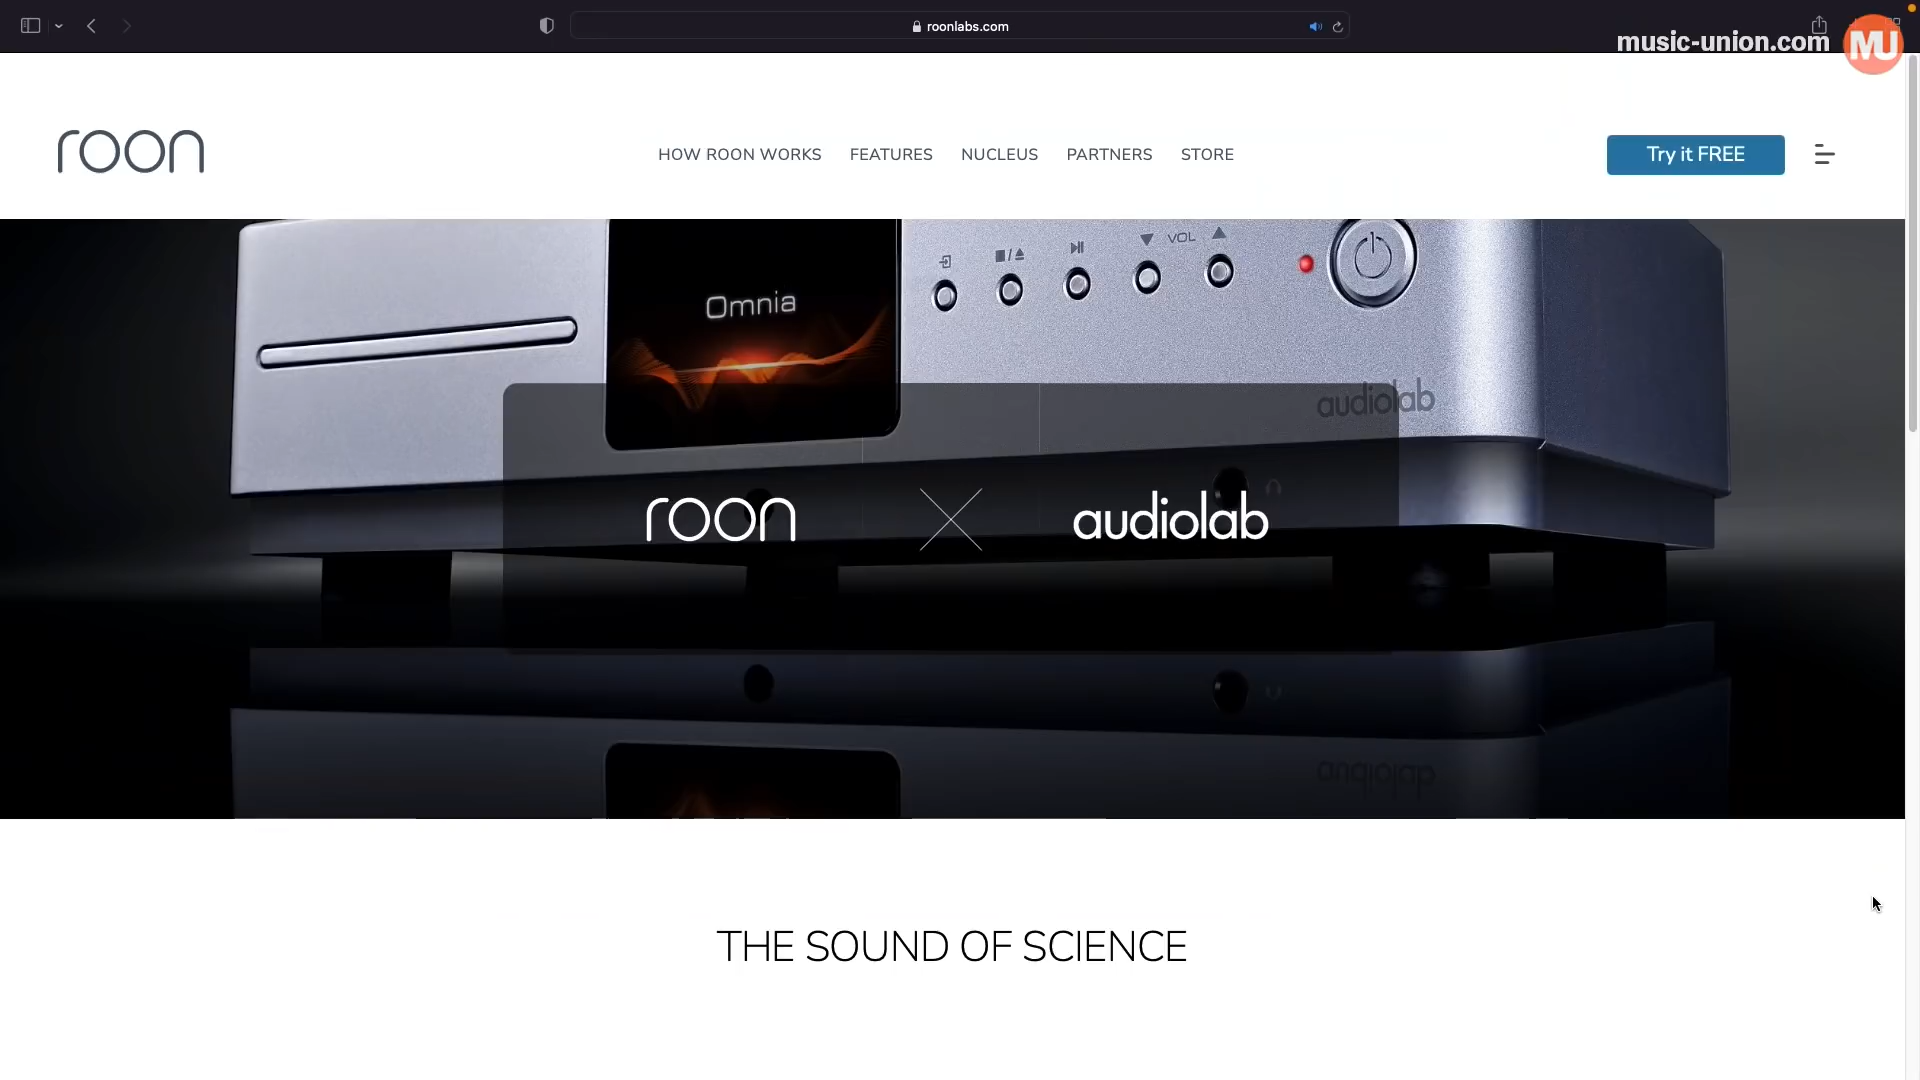 roonlabs.com
music-union.com MU
roon
HOW ROON WORKS FEATURES NUCLEUS PARTNERS STORE
Try it FREE
VOL
Omnia
audiolab
roon audiolab
THE SOUND OF SCIENCE